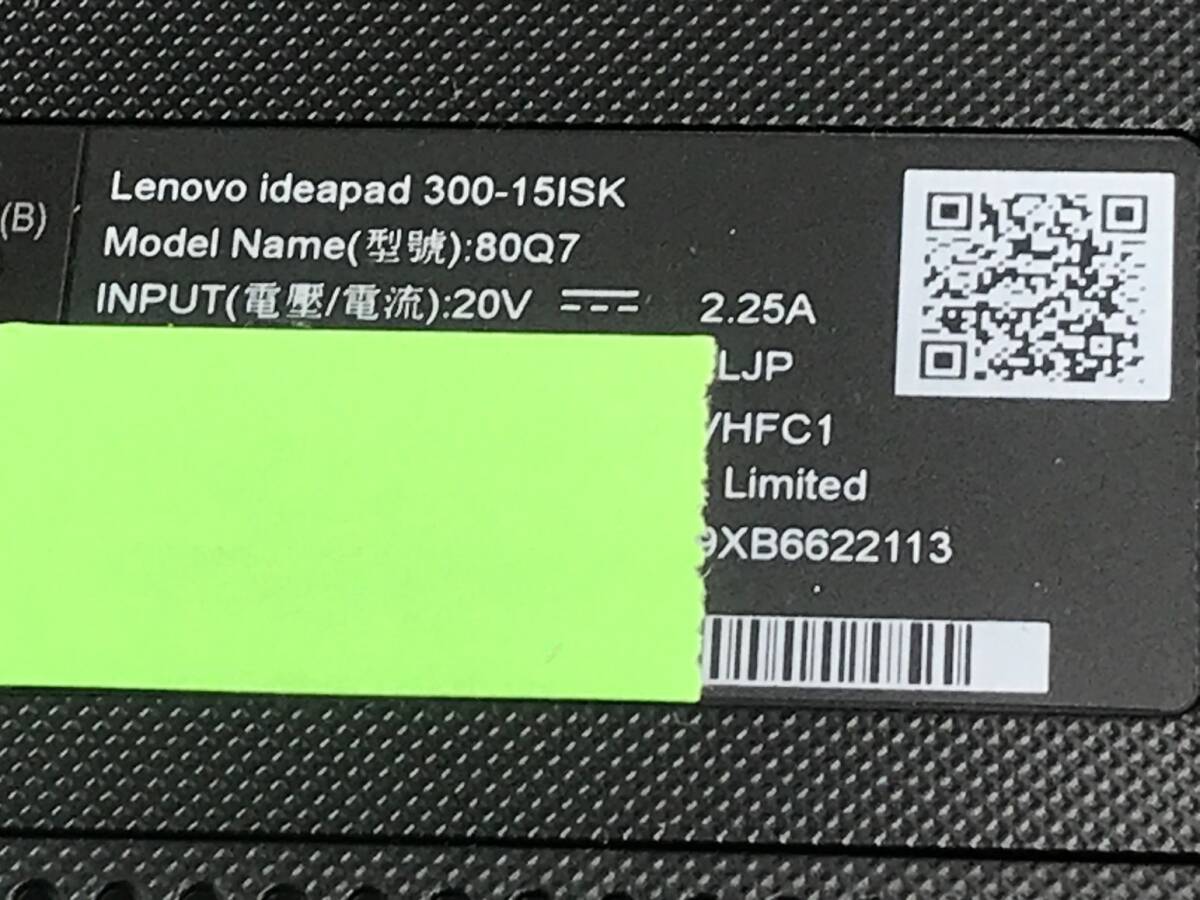 (B)
Lenovo ideapad 300-15ISK
Model Name(型號):80Q7
INPUT(電壓/電流):20V ⎓ 2.25A
LJP
HFC1
Limited
9XB6622113